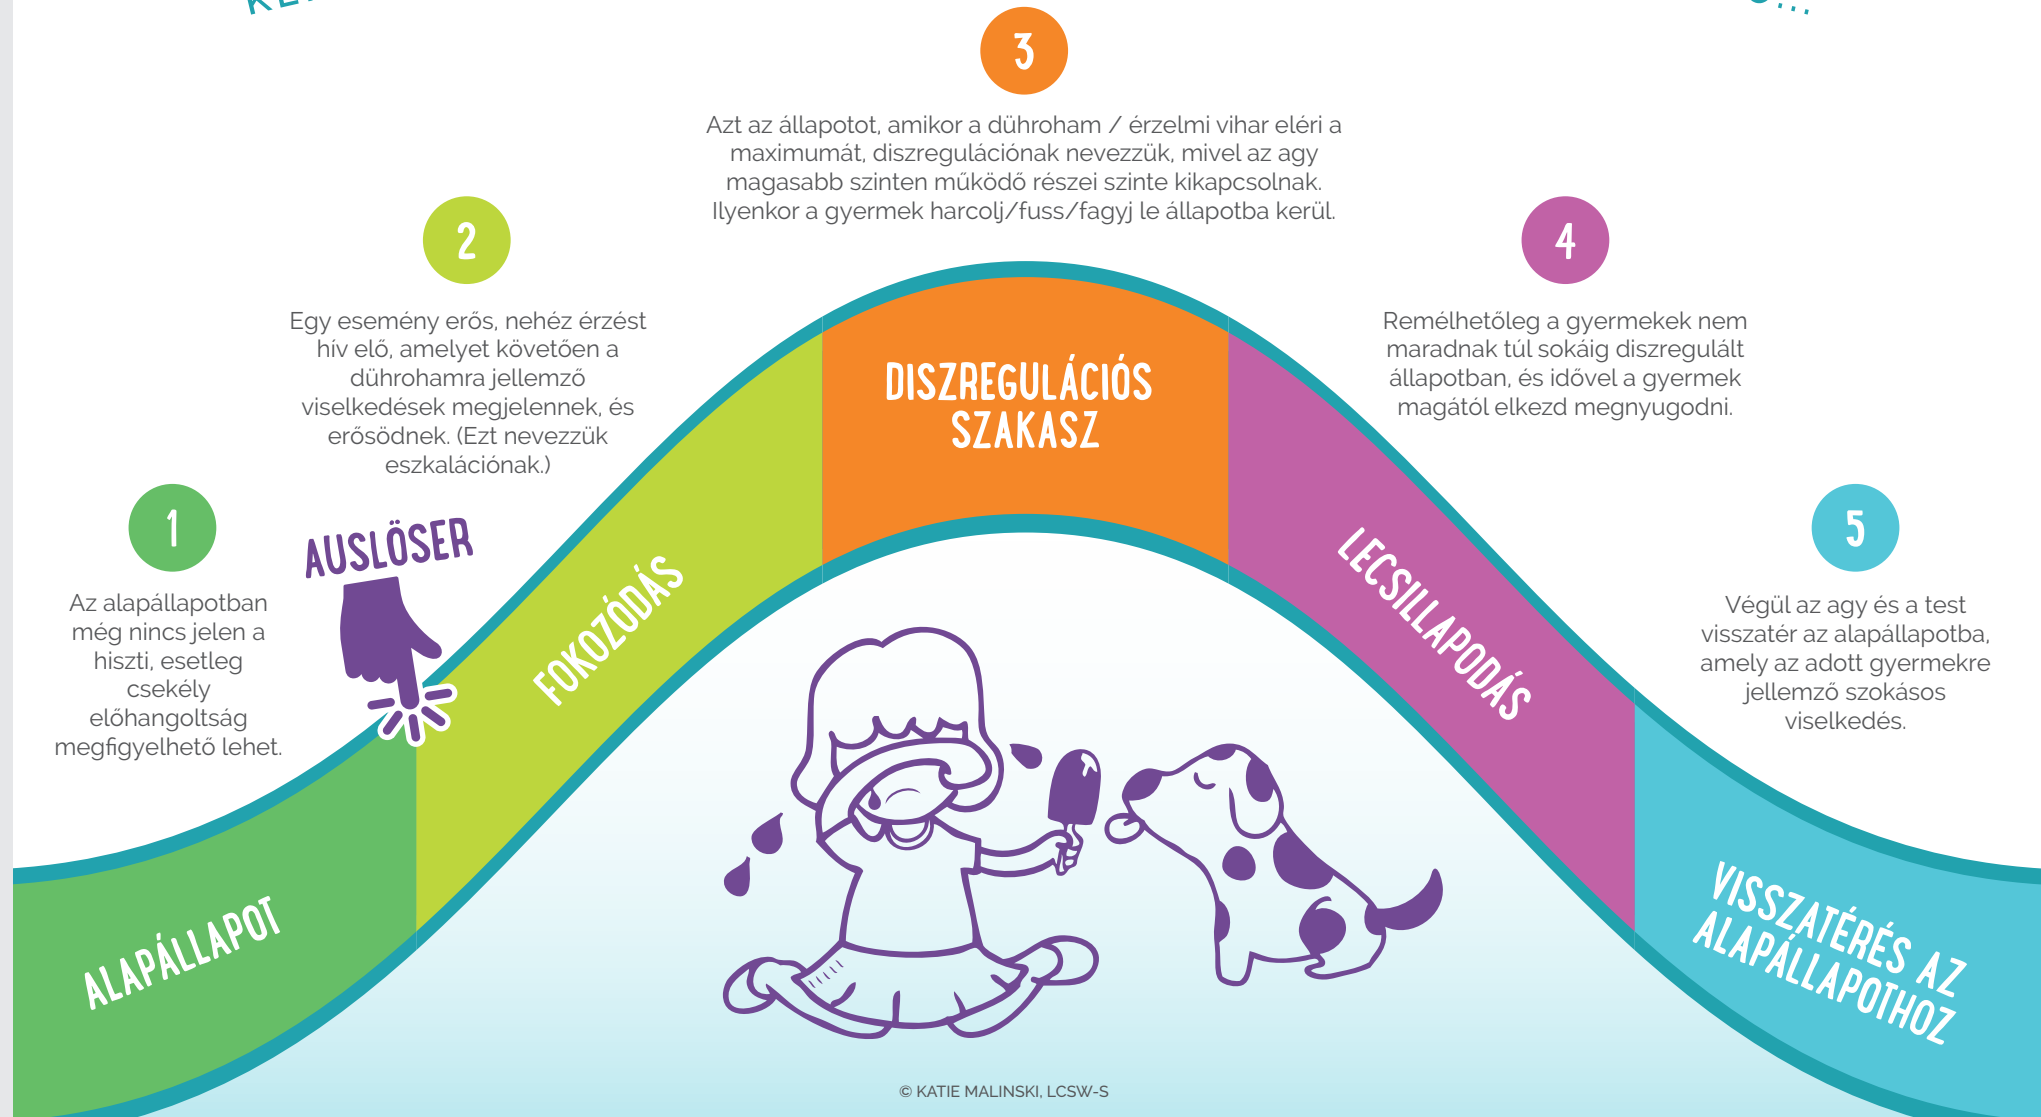 3
Azt az állapotot, amikor a dühroham / érzelmi vihar eléri a
maximumát, diszregulációnak nevezzük, mivel az agy
magasabb szinten működő részei szinte kikapcsolnak.
Ilyenkor a gyermek harcolj/fuss/fagyj le állapotba kerül.
2
Egy esemény erős, nehéz érzést
hív elő, amelyet követően a
dührohamra jellemző
viselkedések megjelennek, és
erősödnek. (Ezt nevezzük
eszkalációnak.)
4
Remélhetőleg a gyermekek nem
maradnak túl sokáig diszregulált
állapotban, és idővel a gyermek
magától elkezd megnyugodni.
1
Az alapállapotban
még nincs jelen a
hiszti, esetleg
csekély
előhangoltság
megfigyelhető lehet.
AUSLÖSER
5
Végül az agy és a test
visszatér az alapállapotba,
amely az adott gyermekre
jellemző szokásos
viselkedés.
ALAPÁLLAPOT
FOKOZÓDÁS
DISZREGULÁCIÓS
SZAKASZ
LECSILLAPODÁS
VISSZATÉRÉS AZ
ALAPÁLLAPOTHOZ
© KATIE MALINSKI, LCSW-S